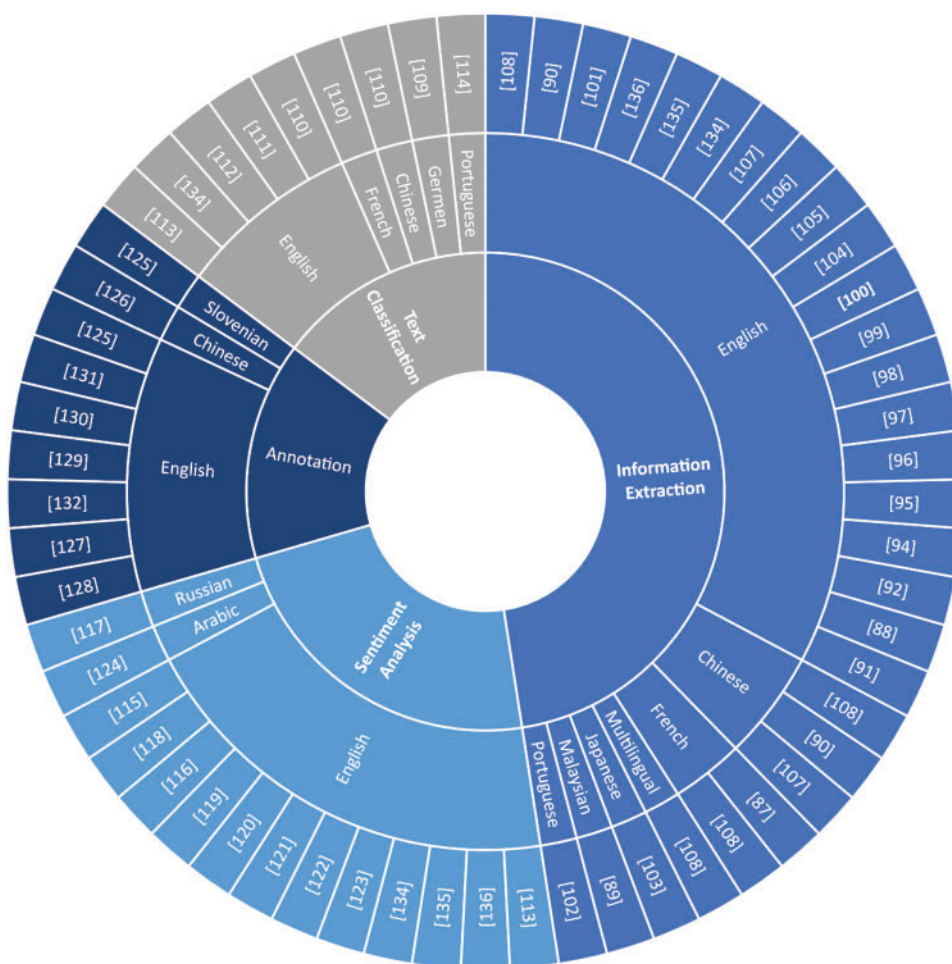 Information
Extraction
English
Chinese
French
Multilingual
Japanese
Malaysian
Portuguese
[108]
[90]
[101]
[136]
[135]
[134]
[107]
[106]
[105]
[104]
[100]
[99]
[98]
[97]
[96]
[95]
[94]
[92]
[88]
[91]
[108]
[90]
[107]
[87]
[108]
[108]
[103]
[89]
[102]
Sentiment
Analysis
English
Arabic
Russian
[113]
[136]
[135]
[134]
[123]
[122]
[121]
[120]
[119]
[116]
[118]
[115]
[124]
[117]
Annotation
English
Chinese
Slovenian
[128]
[127]
[132]
[129]
[130]
[131]
[125]
[126]
[125]
Text
Classification
English
French
Chinese
Germen
Portuguese
[113]
[134]
[112]
[111]
[110]
[110]
[110]
[109]
[114]